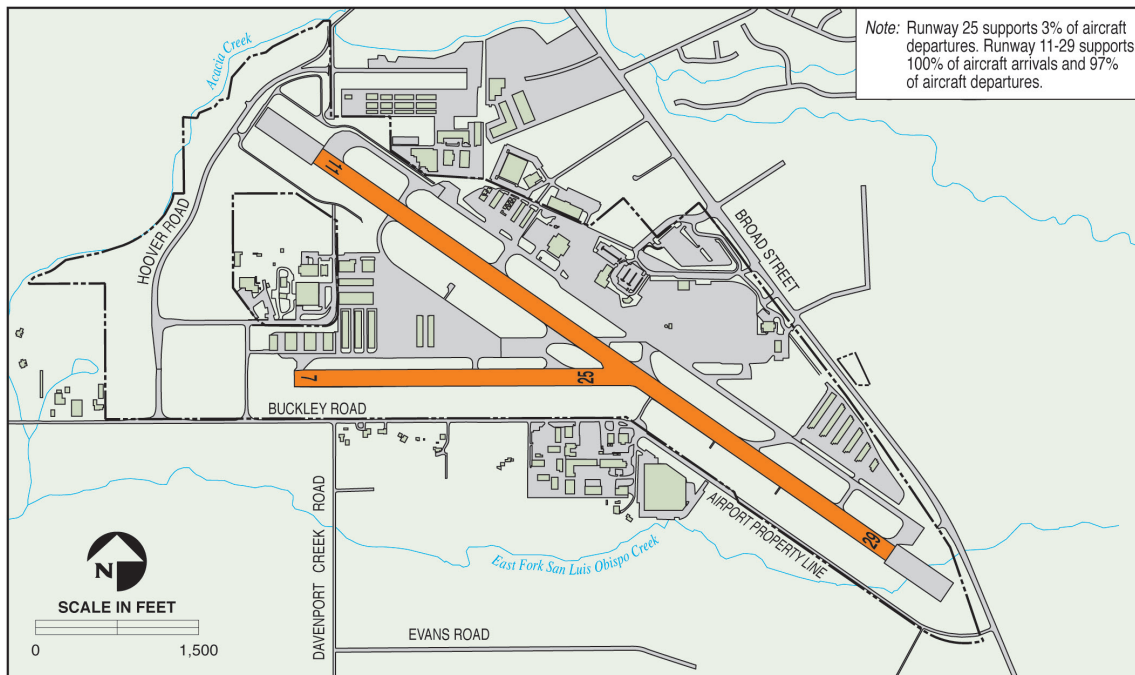 Note: Runway 25 supports 3% of aircraft
departures. Runway 11-29 supports
100% of aircraft arrivals and 97%
of aircraft departures.
Acacia Creek
11
HOOVER ROAD
BROAD STREET
7
25
BUCKLEY ROAD
29
AIRPORT PROPERTY LINE
East Fork San Luis Obispo Creek
DAVENPORT CREEK ROAD
EVANS ROAD
N
SCALE IN FEET
0
1,500